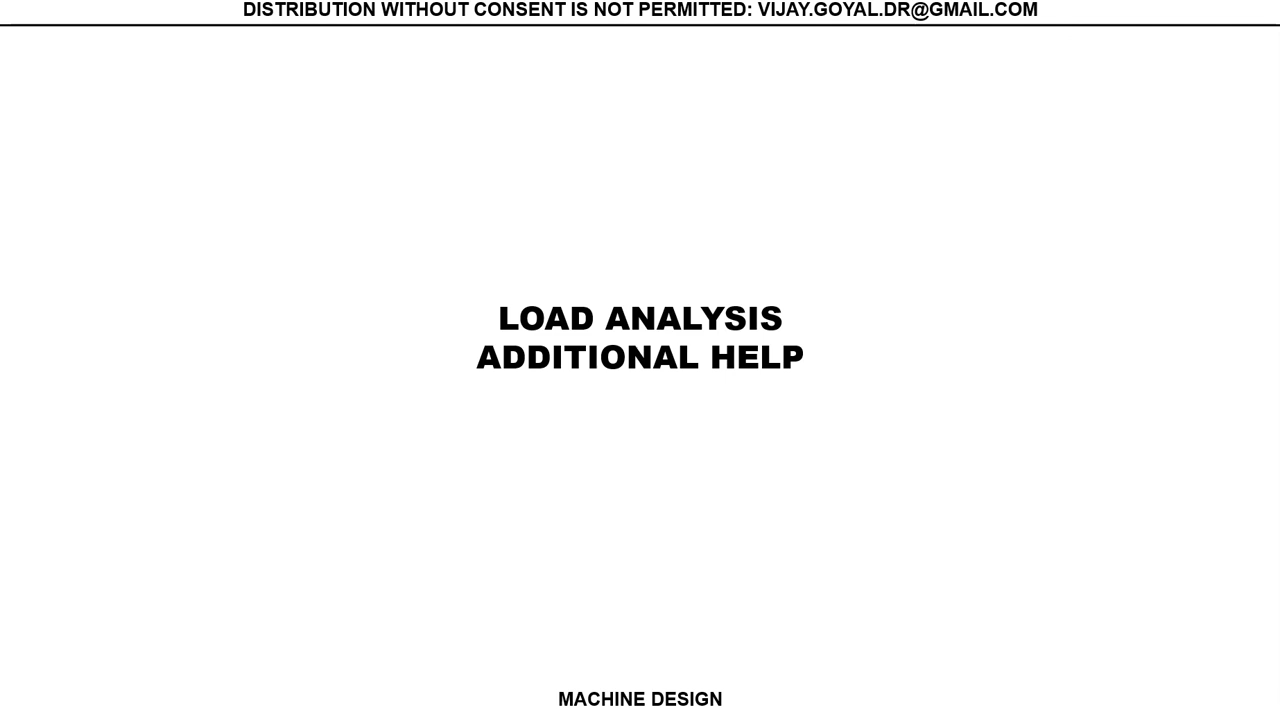 DISTRIBUTION WITHOUT CONSENT IS NOT PERMITTED: VIJAY.GOYAL.DR@GMAIL.COM
LOAD ANALYSIS
ADDITIONAL HELP
MACHINE DESIGN